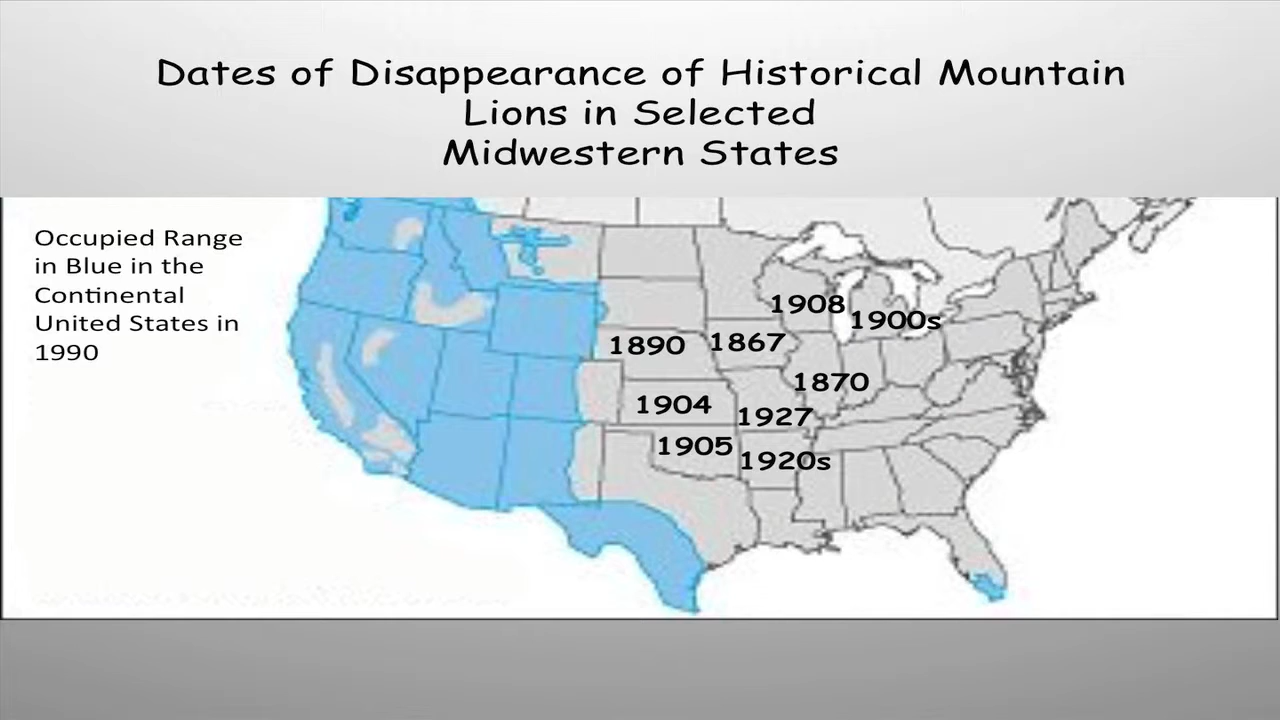 Dates of Disappearance of Historical Mountain
Lions in Selected
Midwestern States
Occupied Range
in Blue in the
Continental
United States in
1990
1908
1900s
1890
1867
1870
1904
1927
1905
1920s